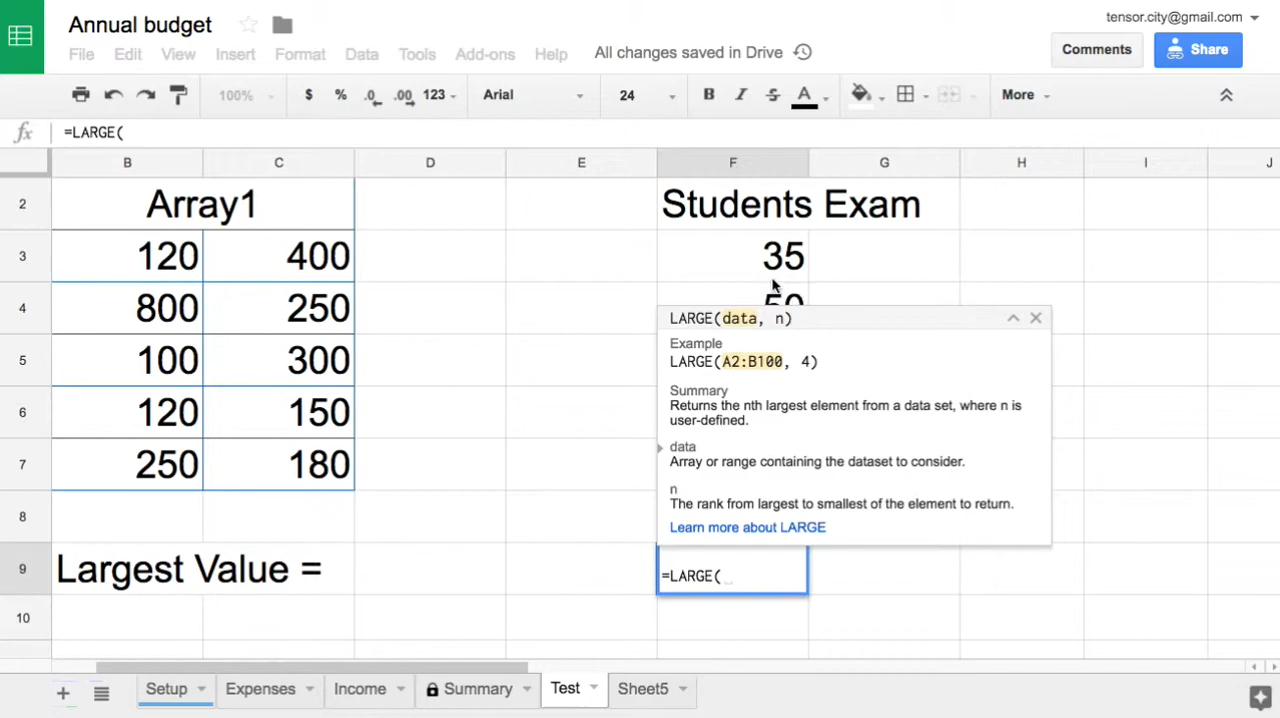 Annual budget
tensor.city@gmail.com
File Edit View Insert Format Data Tools Add-ons Help All changes saved in Drive
Comments Share
100% $ % .0 .00 123 Arial 24 B I S A More
fx =LARGE(
B C D E F G H I J
2 Array1 Students Exam
3 120 400 35
4 800 250 50
LARGE(data, n)
Example
LARGE(A2:B100, 4)
5 100 300
Summary
Returns the nth largest element from a data set, where n is
user-defined.
6 120 150
data
Array or range containing the dataset to consider.
7 250 180
n
The rank from largest to smallest of the element to return.
8
Learn more about LARGE
9 Largest Value = =LARGE(
10
Setup Expenses Income Summary Test Sheet5